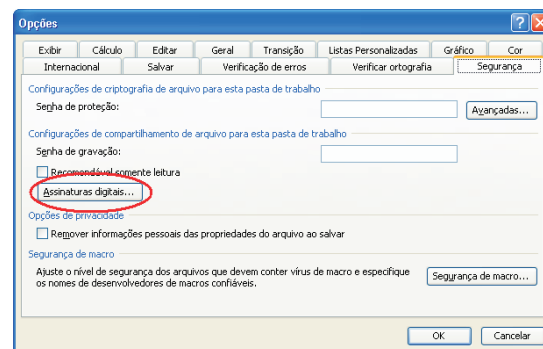 Opções
Exibir Cálculo Editar Geral Transição Listas Personalizadas Gráfico Cor
Internacional Salvar Verificação de erros Verificar ortografia Segurança
Configurações de criptografia de arquivo para esta pasta de trabalho
Senha de proteção: Avançadas...
Configurações de compartilhamento de arquivo para esta pasta de trabalho
Senha de gravação:
Recomendável somente leitura
Assinaturas digitais...
Opções de privacidade
Remover informações pessoais das propriedades do arquivo ao salvar
Segurança de macro
Ajuste o nível de segurança dos arquivos que devem conter vírus de macro e especifique
os nomes de desenvolvedores de macros confiáveis.
Segurança de macro...
OK Cancelar